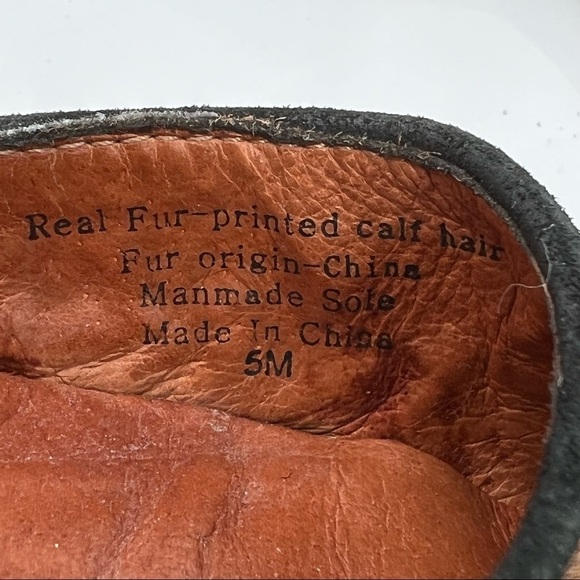 Real Fur-printed calf hair
Fur origin-China
Manmade Sole
Made In China
5M